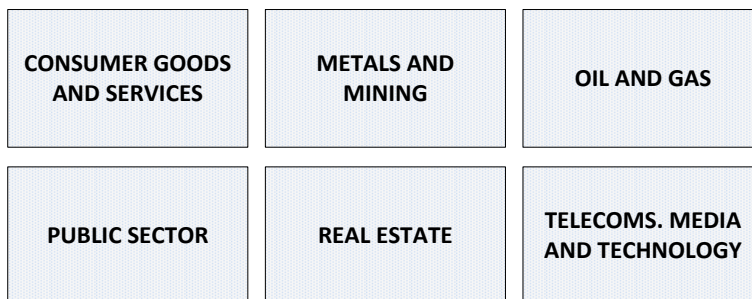 CONSUMER GOODS
AND SERVICES
METALS AND
MINING
OIL AND GAS
PUBLIC SECTOR
REAL ESTATE
TELECOMS. MEDIA
AND TECHNOLOGY